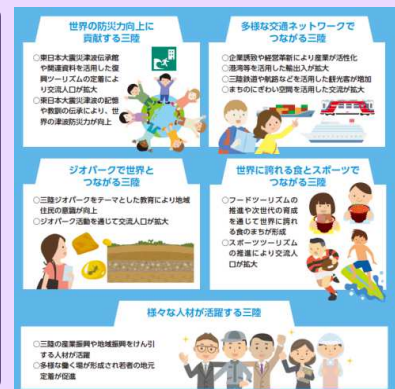 世界の防災力向上に
貢献する三陸
○東日本大震災津波伝承館
や関連資料を活用した復
興ツーリズムの定着によ
り交流人口が拡大
○東日本大震災津波の記憶
や教訓の伝承により、世
界の津波防災力が向上
多様な交通ネットワークで
つながる三陸
○企業誘致や経営革新により産業が活性化
○港湾等を活用した輸出入が拡大
○三陸鉄道や航路などを活用した観光客が増加
○まちのにぎわい空間を活用した交流が拡大
ジオパークで世界と
つながる三陸
○三陸ジオパークをテーマとした教育により地域
住民の意識が向上
○ジオパーク活動を通じて交流人口が拡大
世界に誇れる食とスポーツで
つながる三陸
○フードツーリズムの
推進や次世代の育成
を通じて世界に誇れ
る食のまちが形成
○スポーツツーリズム
の推進により交流人
口が拡大
様々な人材が活躍する三陸
○三陸の産業振興や地域振興をけん引
する人材が活躍
○多様な働く場が形成され若者の地元
定着が促進